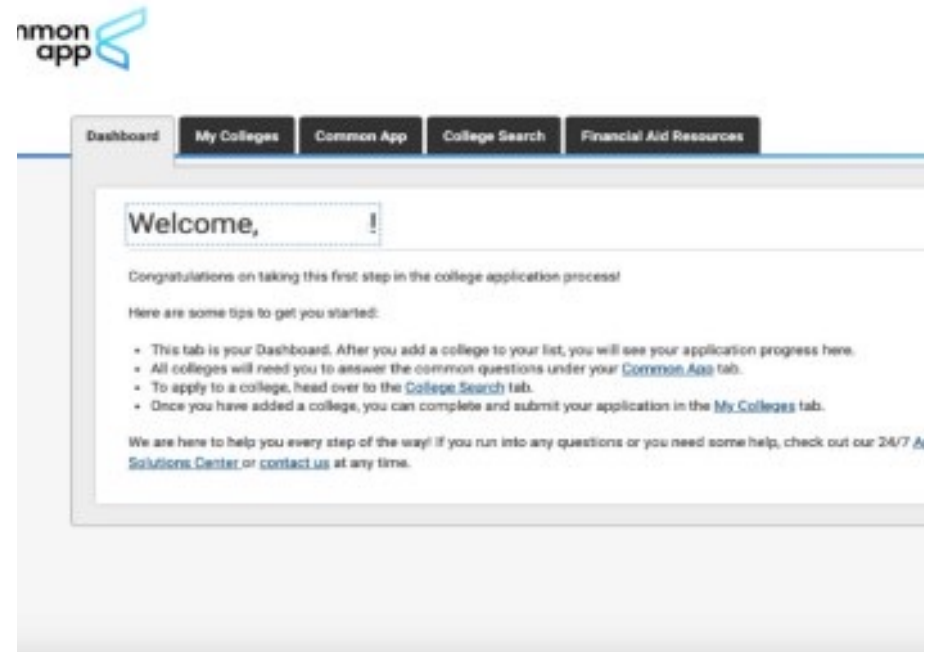 mmon
app
Dashboard My Colleges Common App College Search Financial Aid Resources
Welcome, !
Congratulations on taking this first step in the college application process!
Here are some tips to get you started:
• This tab is your Dashboard. After you add a college to your list, you will see your application progress here.
• All colleges will need you to answer the common questions under your Common App tab.
• To apply to a college, head over to the College Search tab.
• Once you have added a college, you can complete and submit your application in the My Colleges tab.
We are here to help you every step of the way! If you run into any questions or you need some help, check out our 24/7
Solutions Center or contact us at any time.